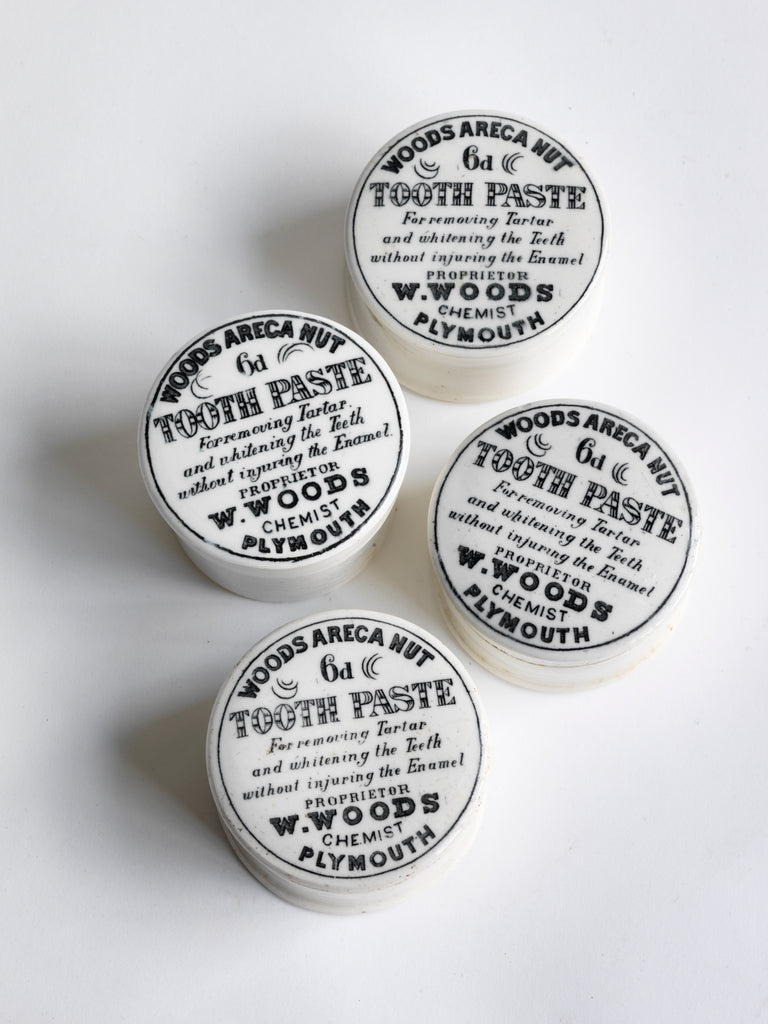 WOODS ARECA NUT
6d
TOOTH PASTE
For removing Tartar
and whitening the Teeth
without injuring the Enamel
PROPRIETOR
W. WOODS
CHEMIST
PLYMOUTH
WOODS ARECA NUT
6d
TOOTH PASTE
For removing Tartar.
and whitening the Teeth
without injuring the Enamel.
PROPRIETOR
W. WOODS
CHEMIST
PLYMOUTH
WOODS ARECA NUT
6d
TOOTH PASTE
For removing Tartar
and whitening the Teeth
without injuring the Enamel
PROPRIETOR
W. WOODS
CHEMIST
PLYMOUTH
WOODS ARECA NUT
6d
TOOTH PASTE
For removing Tartar
and whitening the Teeth
without injuring the Enamel
PROPRIETOR
W. WOODS
CHEMIST
PLYMOUTH